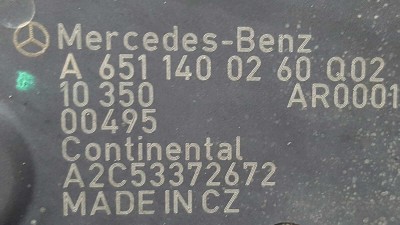 Mercedes-Benz
A 651 140 02 60 Q02
10 350 AR0001
00495
Continental
A2C53372672
MADE IN CZ